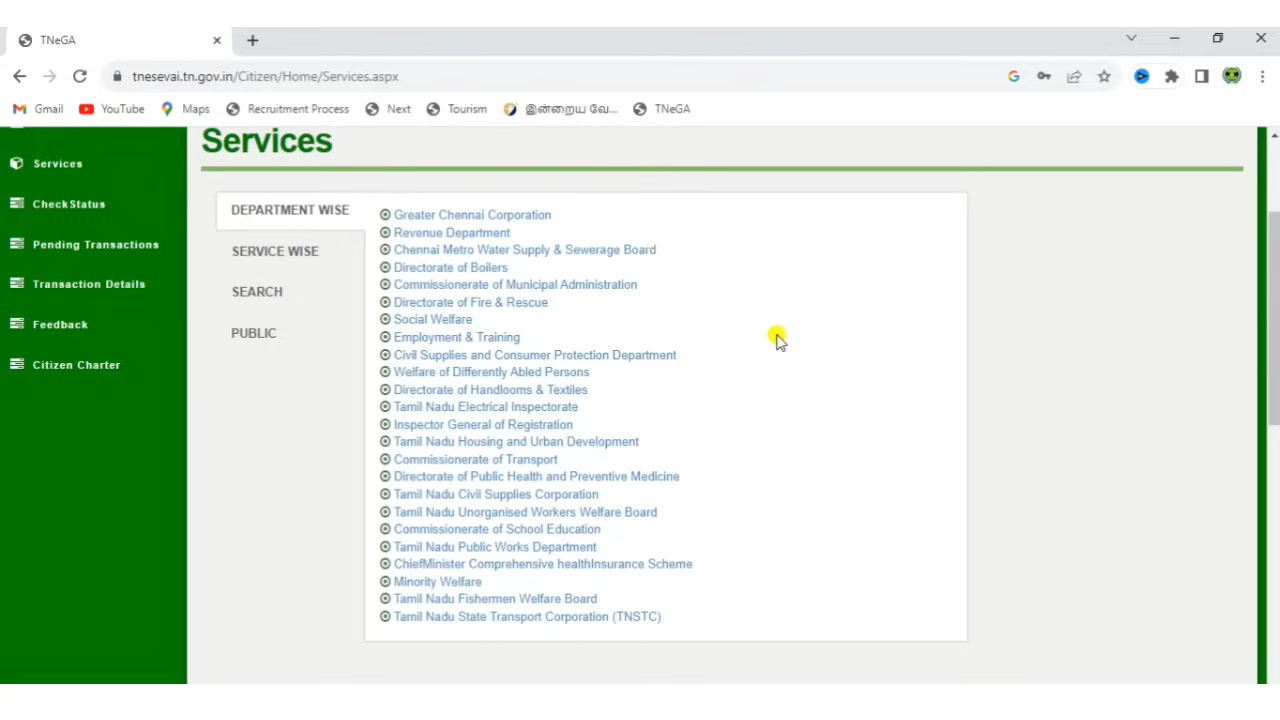 TNeGA
tnesevai.tn.gov.in/Citizen/Home/Services.aspx
Gmail YouTube Maps Recruitment Process Next Tourism இன்றைய வே... TNeGA
Services
Services
CheckStatus
Pending Transactions
Transaction Details
Feedback
Citizen Charter
DEPARTMENT WISE
SERVICE WISE
SEARCH
PUBLIC
Greater Chennai Corporation
Revenue Department
Chennai Metro Water Supply & Sewerage Board
Directorate of Boilers
Commissionerate of Municipal Administration
Directorate of Fire & Rescue
Social Welfare
Employment & Training
Civil Supplies and Consumer Protection Department
Welfare of Differently Abled Persons
Directorate of Handlooms & Textiles
Tamil Nadu Electrical Inspectorate
Inspector General of Registration
Tamil Nadu Housing and Urban Development
Commissionerate of Transport
Directorate of Public Health and Preventive Medicine
Tamil Nadu Civil Supplies Corporation
Tamil Nadu Unorganised Workers Welfare Board
Commissionerate of School Education
Tamil Nadu Public Works Department
ChiefMinister Comprehensive healthInsurance Scheme
Minority Welfare
Tamil Nadu Fishermen Welfare Board
Tamil Nadu State Transport Corporation (TNSTC)